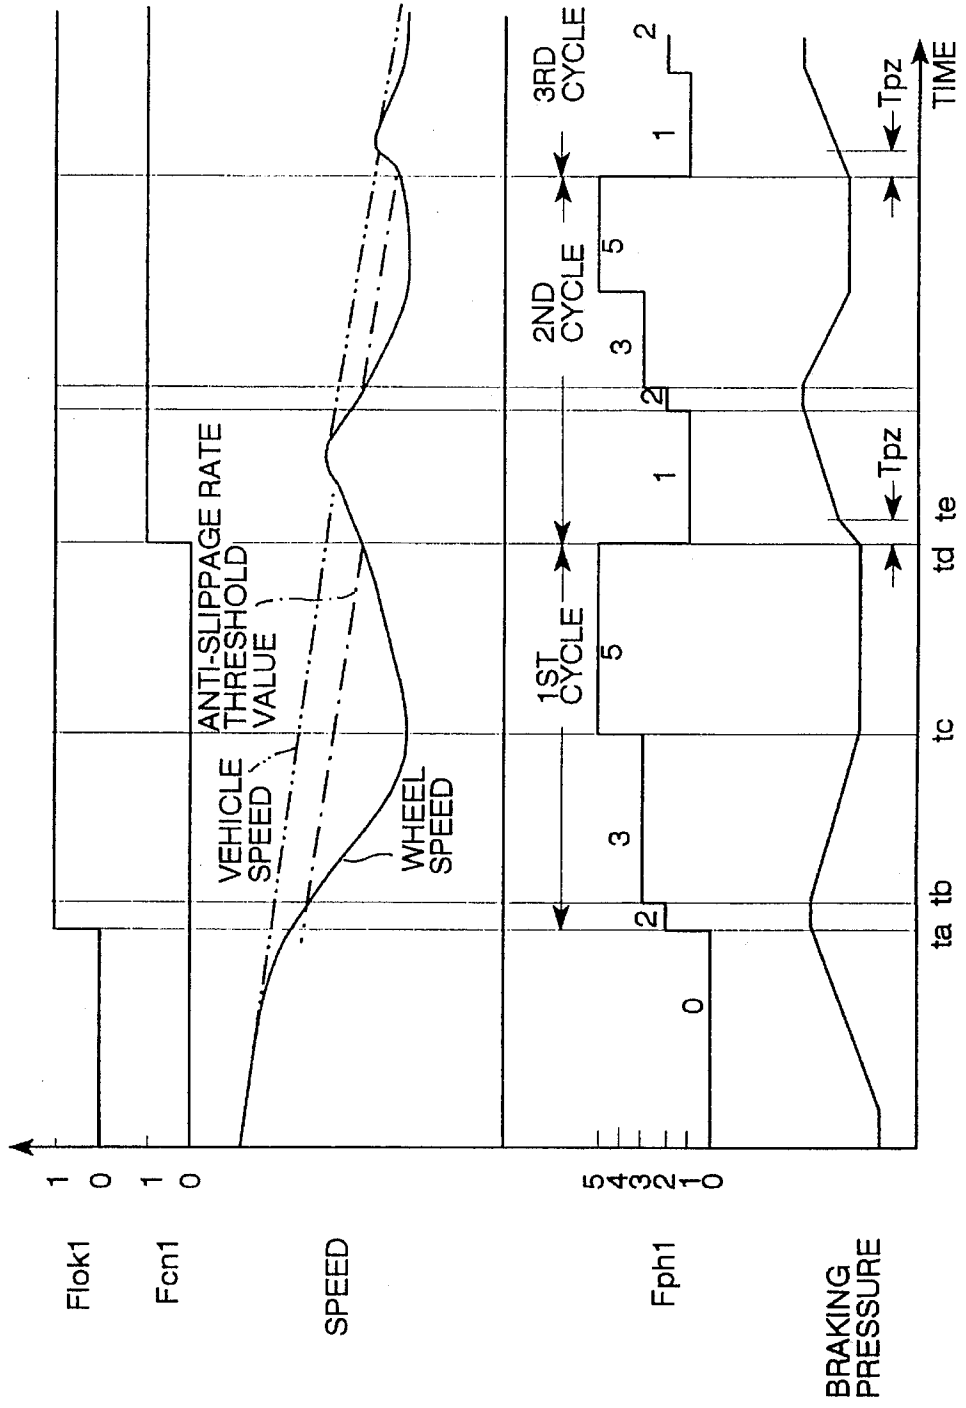 Flok1
1
0
Fcn1
1
0
SPEED
VEHICLE
SPEED
ANTI-SLIPPAGE RATE
THRESHOLD
VALUE
WHEEL
SPEED
1ST
CYCLE
2ND
CYCLE
3RD
CYCLE
Fph1
5
4
3
2
1
0
0
2
3
5
1
2
3
5
1
2
BRAKING
PRESSURE
Tpz
Tpz
ta
tb
tc
td
te
TIME